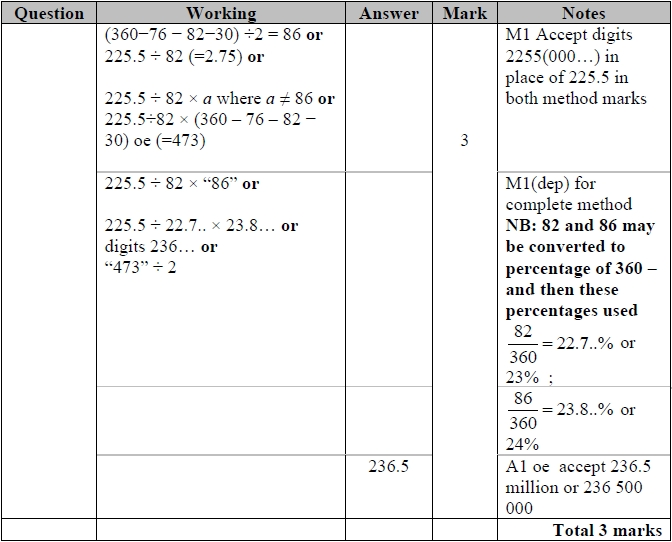 Question Working Answer Mark Notes
(360−76 − 82−30) ÷2 = 86 or
225.5 ÷ 82 (=2.75) or
225.5 ÷ 82 × a where a ≠ 86 or
225.5÷82 × (360 – 76 – 82 –
30) oe (=473)
3
M1 Accept digits
2255(000…) in
place of 225.5 in
both method marks
225.5 ÷ 82 × “86” or
225.5 ÷ 22.7.. × 23.8… or
digits 236… or
“473” ÷ 2
M1(dep) for
complete method
NB: 82 and 86 may
be converted to
percentage of 360 –
and then these
percentages used
82/360 = 22.7..% or
23% ;
86/360 = 23.8..% or
24%
236.5
A1 oe accept 236.5
million or 236 500
000
Total 3 marks